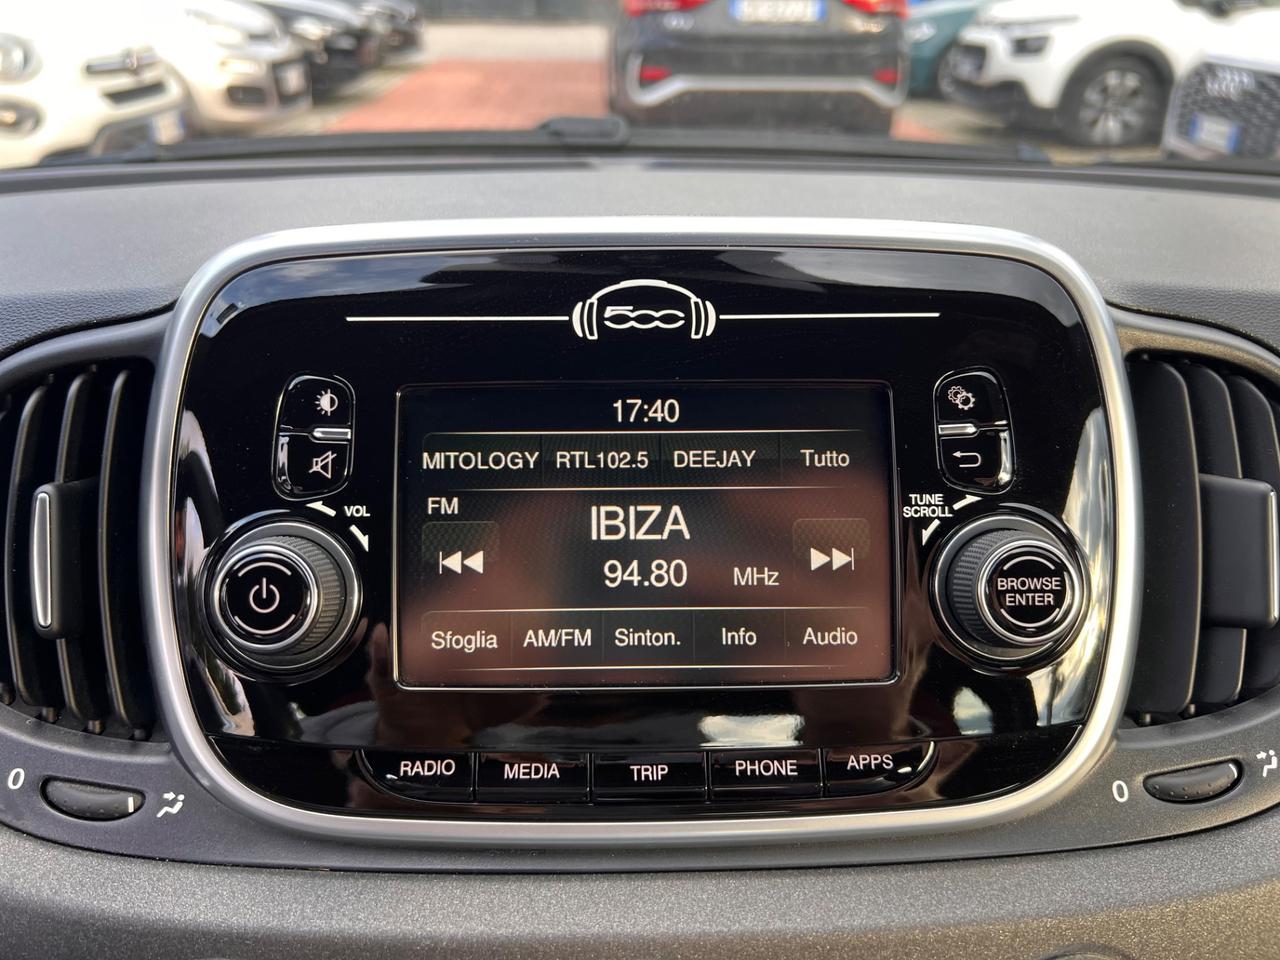 500
17:40
MITOLOGY RTL102.5 DEEJAY Tutto
FM
IBIZA
94.80 MHz
Sfoglia AM/FM Sinton. Info Audio
VOL
TUNE
SCROLL
BROWSE
ENTER
RADIO MEDIA TRIP PHONE APPS
0
0